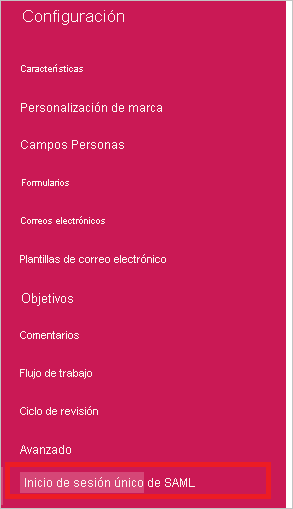 Configuración
Características
Personalización de marca
Campos Personas
Formularios
Correos electrónicos
Plantillas de correo electrónico
Objetivos
Comentarios
Flujo de trabajo
Ciclo de revisión
Avanzado
Inicio de sesión único de SAML